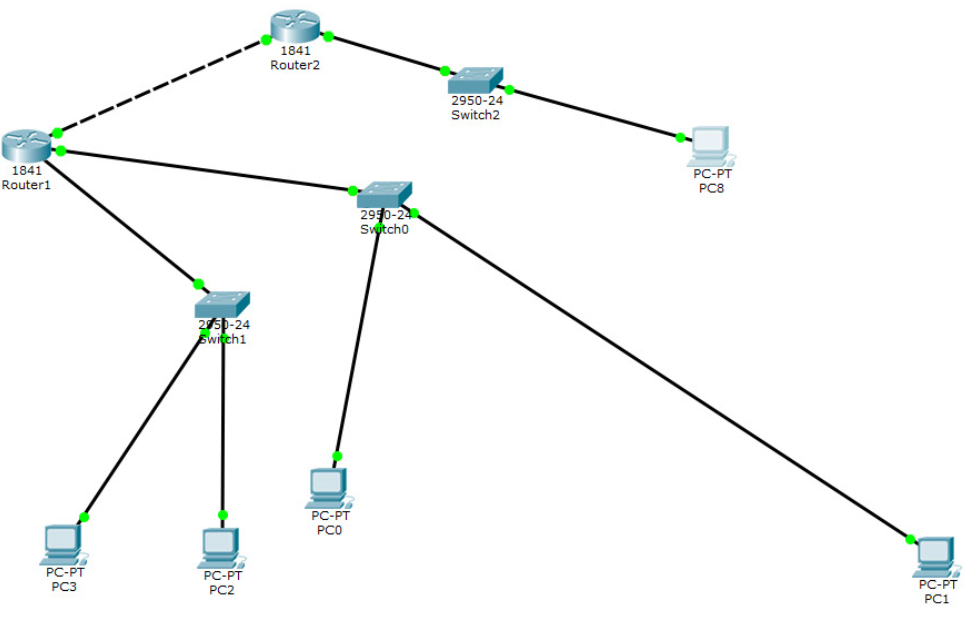 1841
Router2
2950-24
Switch2
PC-PT
PC8
1841
Router1
2950-24
Switch0
2950-24
Switch1
PC-PT
PC0
PC-PT
PC3
PC-PT
PC2
PC-PT
PC1